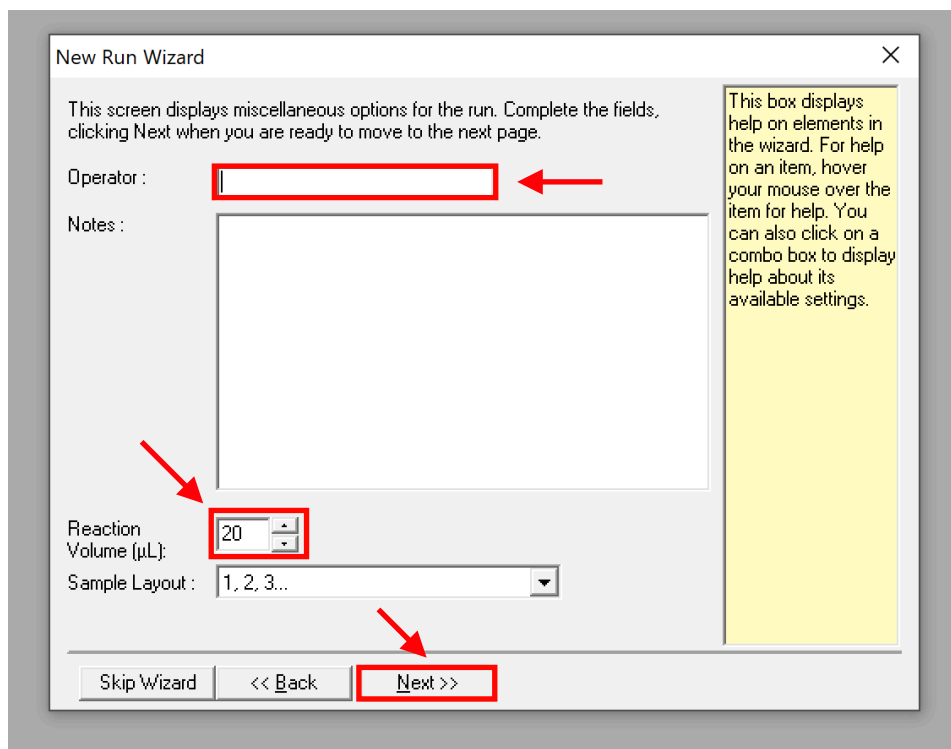 New Run Wizard
This screen displays miscellaneous options for the run. Complete the fields,
clicking Next when you are ready to move to the next page.
Operator :
Notes :
Reaction
Volume (µL):
20
Sample Layout :
1, 2, 3...
Skip Wizard
<< Back
Next >>
This box displays
help on elements in
the wizard. For help
on an item, hover
your mouse over the
item for help. You
can also click on a
combo box to display
help about its
available settings.